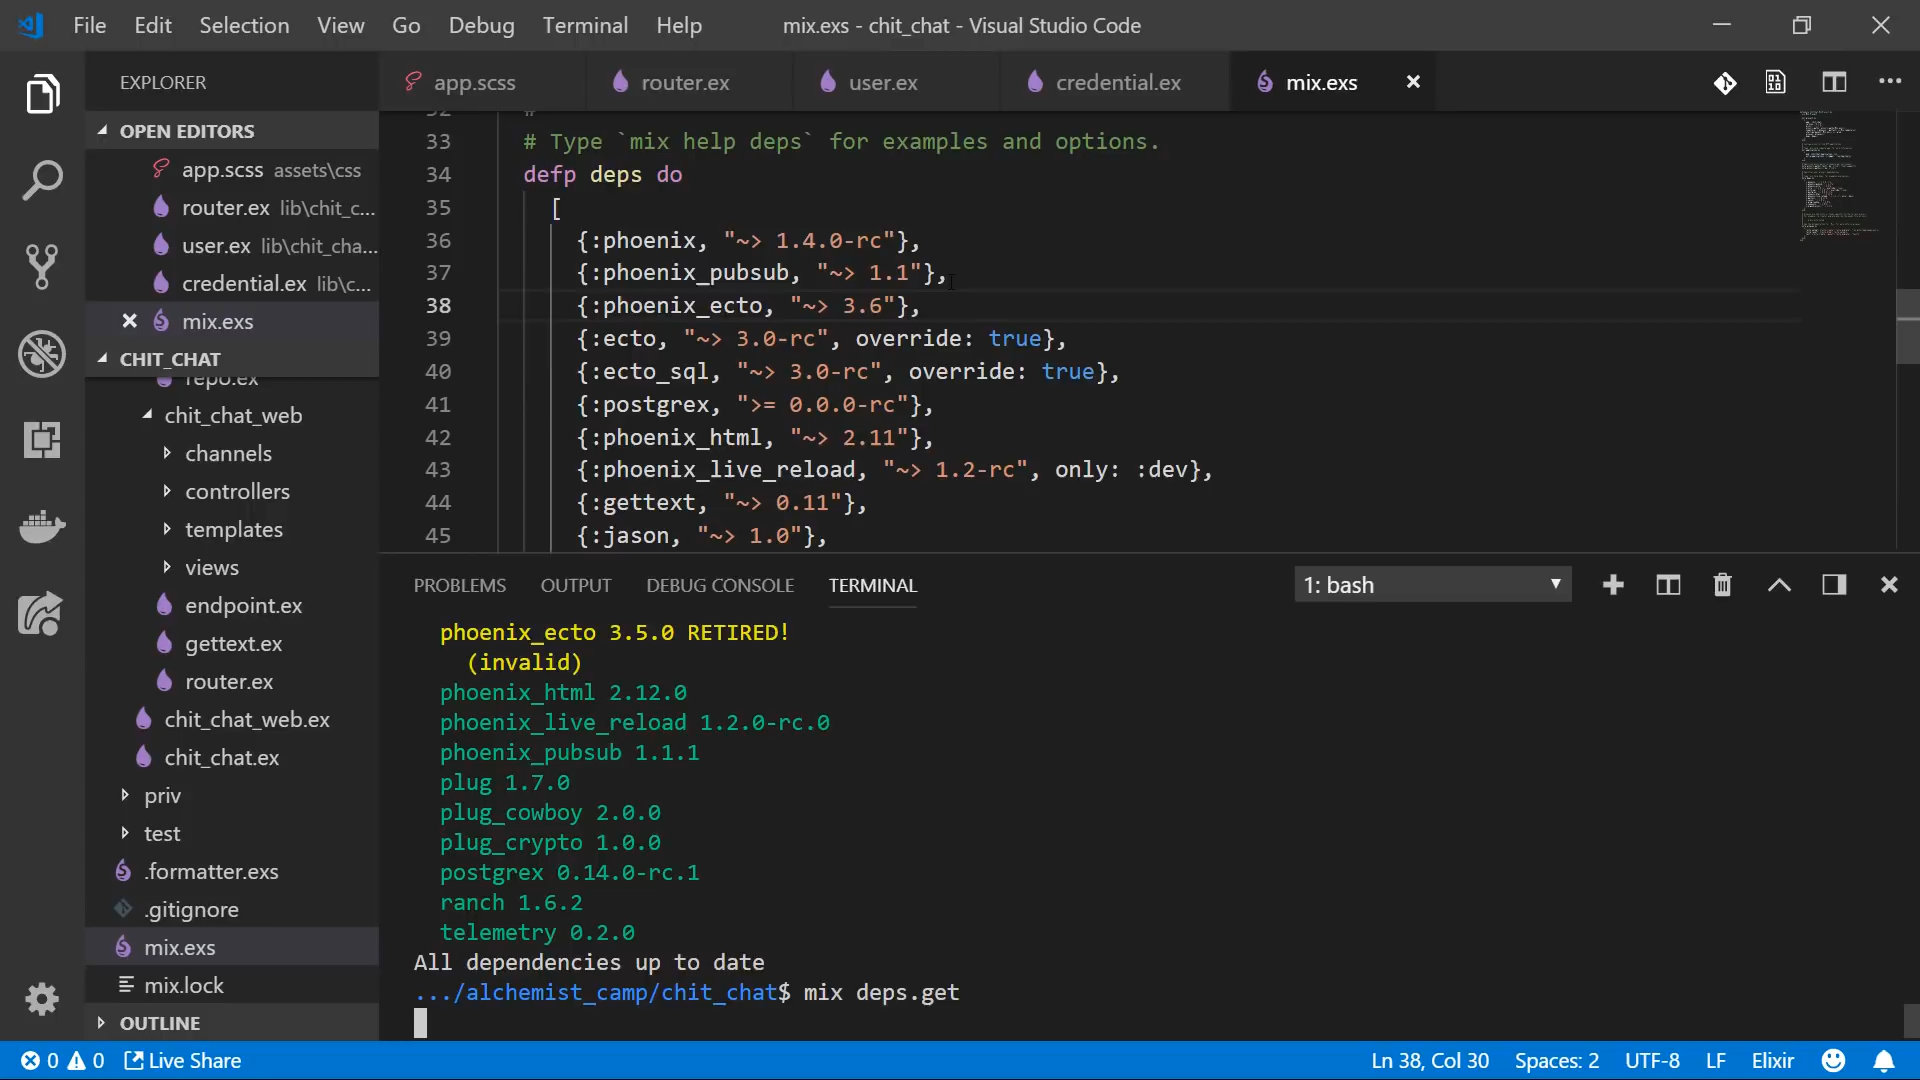 File Edit Selection View Go Debug Terminal Help mix.exs - chit_chat - Visual Studio Code
EXPLORER
app.scss router.ex user.ex credential.ex mix.exs
OPEN EDITORS
app.scss assets\css
router.ex lib\chit_c...
user.ex lib\chit_cha...
credential.ex lib\c...
mix.exs
CHIT_CHAT
repo.ex
chit_chat_web
channels
controllers
templates
views
endpoint.ex
gettext.ex
router.ex
chit_chat_web.ex
chit_chat.ex
priv
test
.formatter.exs
.gitignore
mix.exs
mix.lock
OUTLINE
32 #
33 # Type `mix help deps` for examples and options.
34 defp deps do
35 [
36 {:phoenix, "~> 1.4.0-rc"},
37 {:phoenix_pubsub, "~> 1.1"},
38 {:phoenix_ecto, "~> 3.6"},
39 {:ecto, "~> 3.0-rc", override: true},
40 {:ecto_sql, "~> 3.0-rc", override: true},
41 {:postgrex, ">= 0.0.0-rc"},
42 {:phoenix_html, "~> 2.11"},
43 {:phoenix_live_reload, "~> 1.2-rc", only: :dev},
44 {:gettext, "~> 0.11"},
45 {:jason, "~> 1.0"},
PROBLEMS OUTPUT DEBUG CONSOLE TERMINAL 1: bash
phoenix_ecto 3.5.0 RETIRED!
(invalid)
phoenix_html 2.12.0
phoenix_live_reload 1.2.0-rc.0
phoenix_pubsub 1.1.1
plug 1.7.0
plug_cowboy 2.0.0
plug_crypto 1.0.0
postgrex 0.14.0-rc.1
ranch 1.6.2
telemetry 0.2.0
All dependencies up to date
.../alchemist_camp/chit_chat$ mix deps.get
0 0 Live Share Ln 38, Col 30 Spaces: 2 UTF-8 LF Elixir